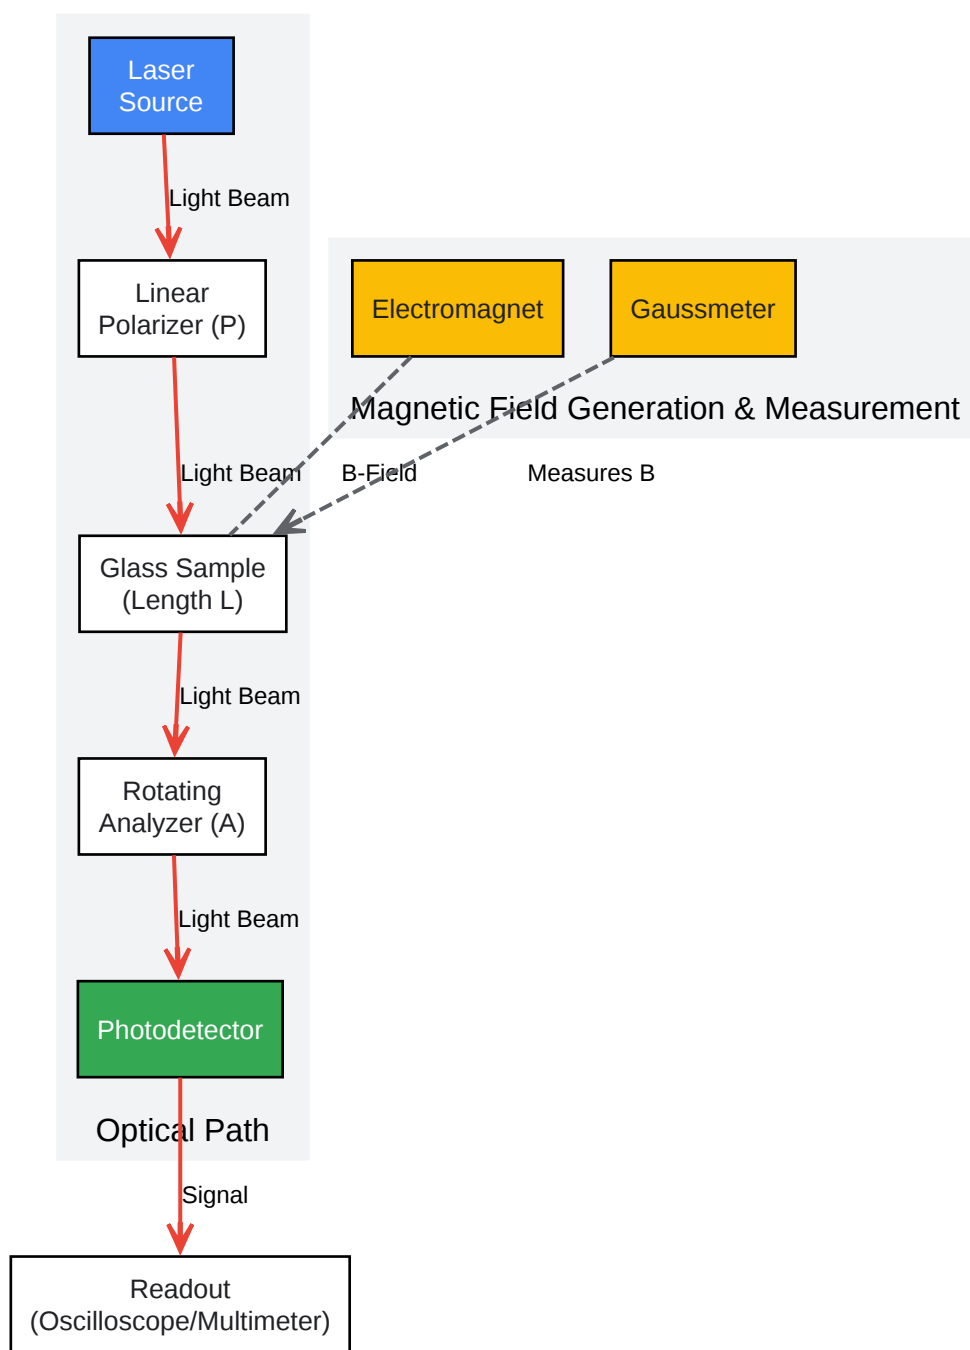 Laser
Source
Light Beam
Linear
Polarizer (P)
Electromagnet
Gaussmeter
Magnetic Field Generation & Measurement
Light Beam
B-Field
Measures B
Glass Sample
(Length L)
Light Beam
Rotating
Analyzer (A)
Light Beam
Photodetector
Optical Path
Signal
Readout
(Oscilloscope/Multimeter)